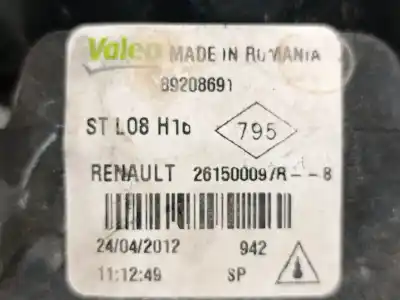 Valeo MADE IN ROMANIA
89208691
ST L08 H16 795
RENAULT 261500097R--8
24/04/2012 942
11:12:49 SP